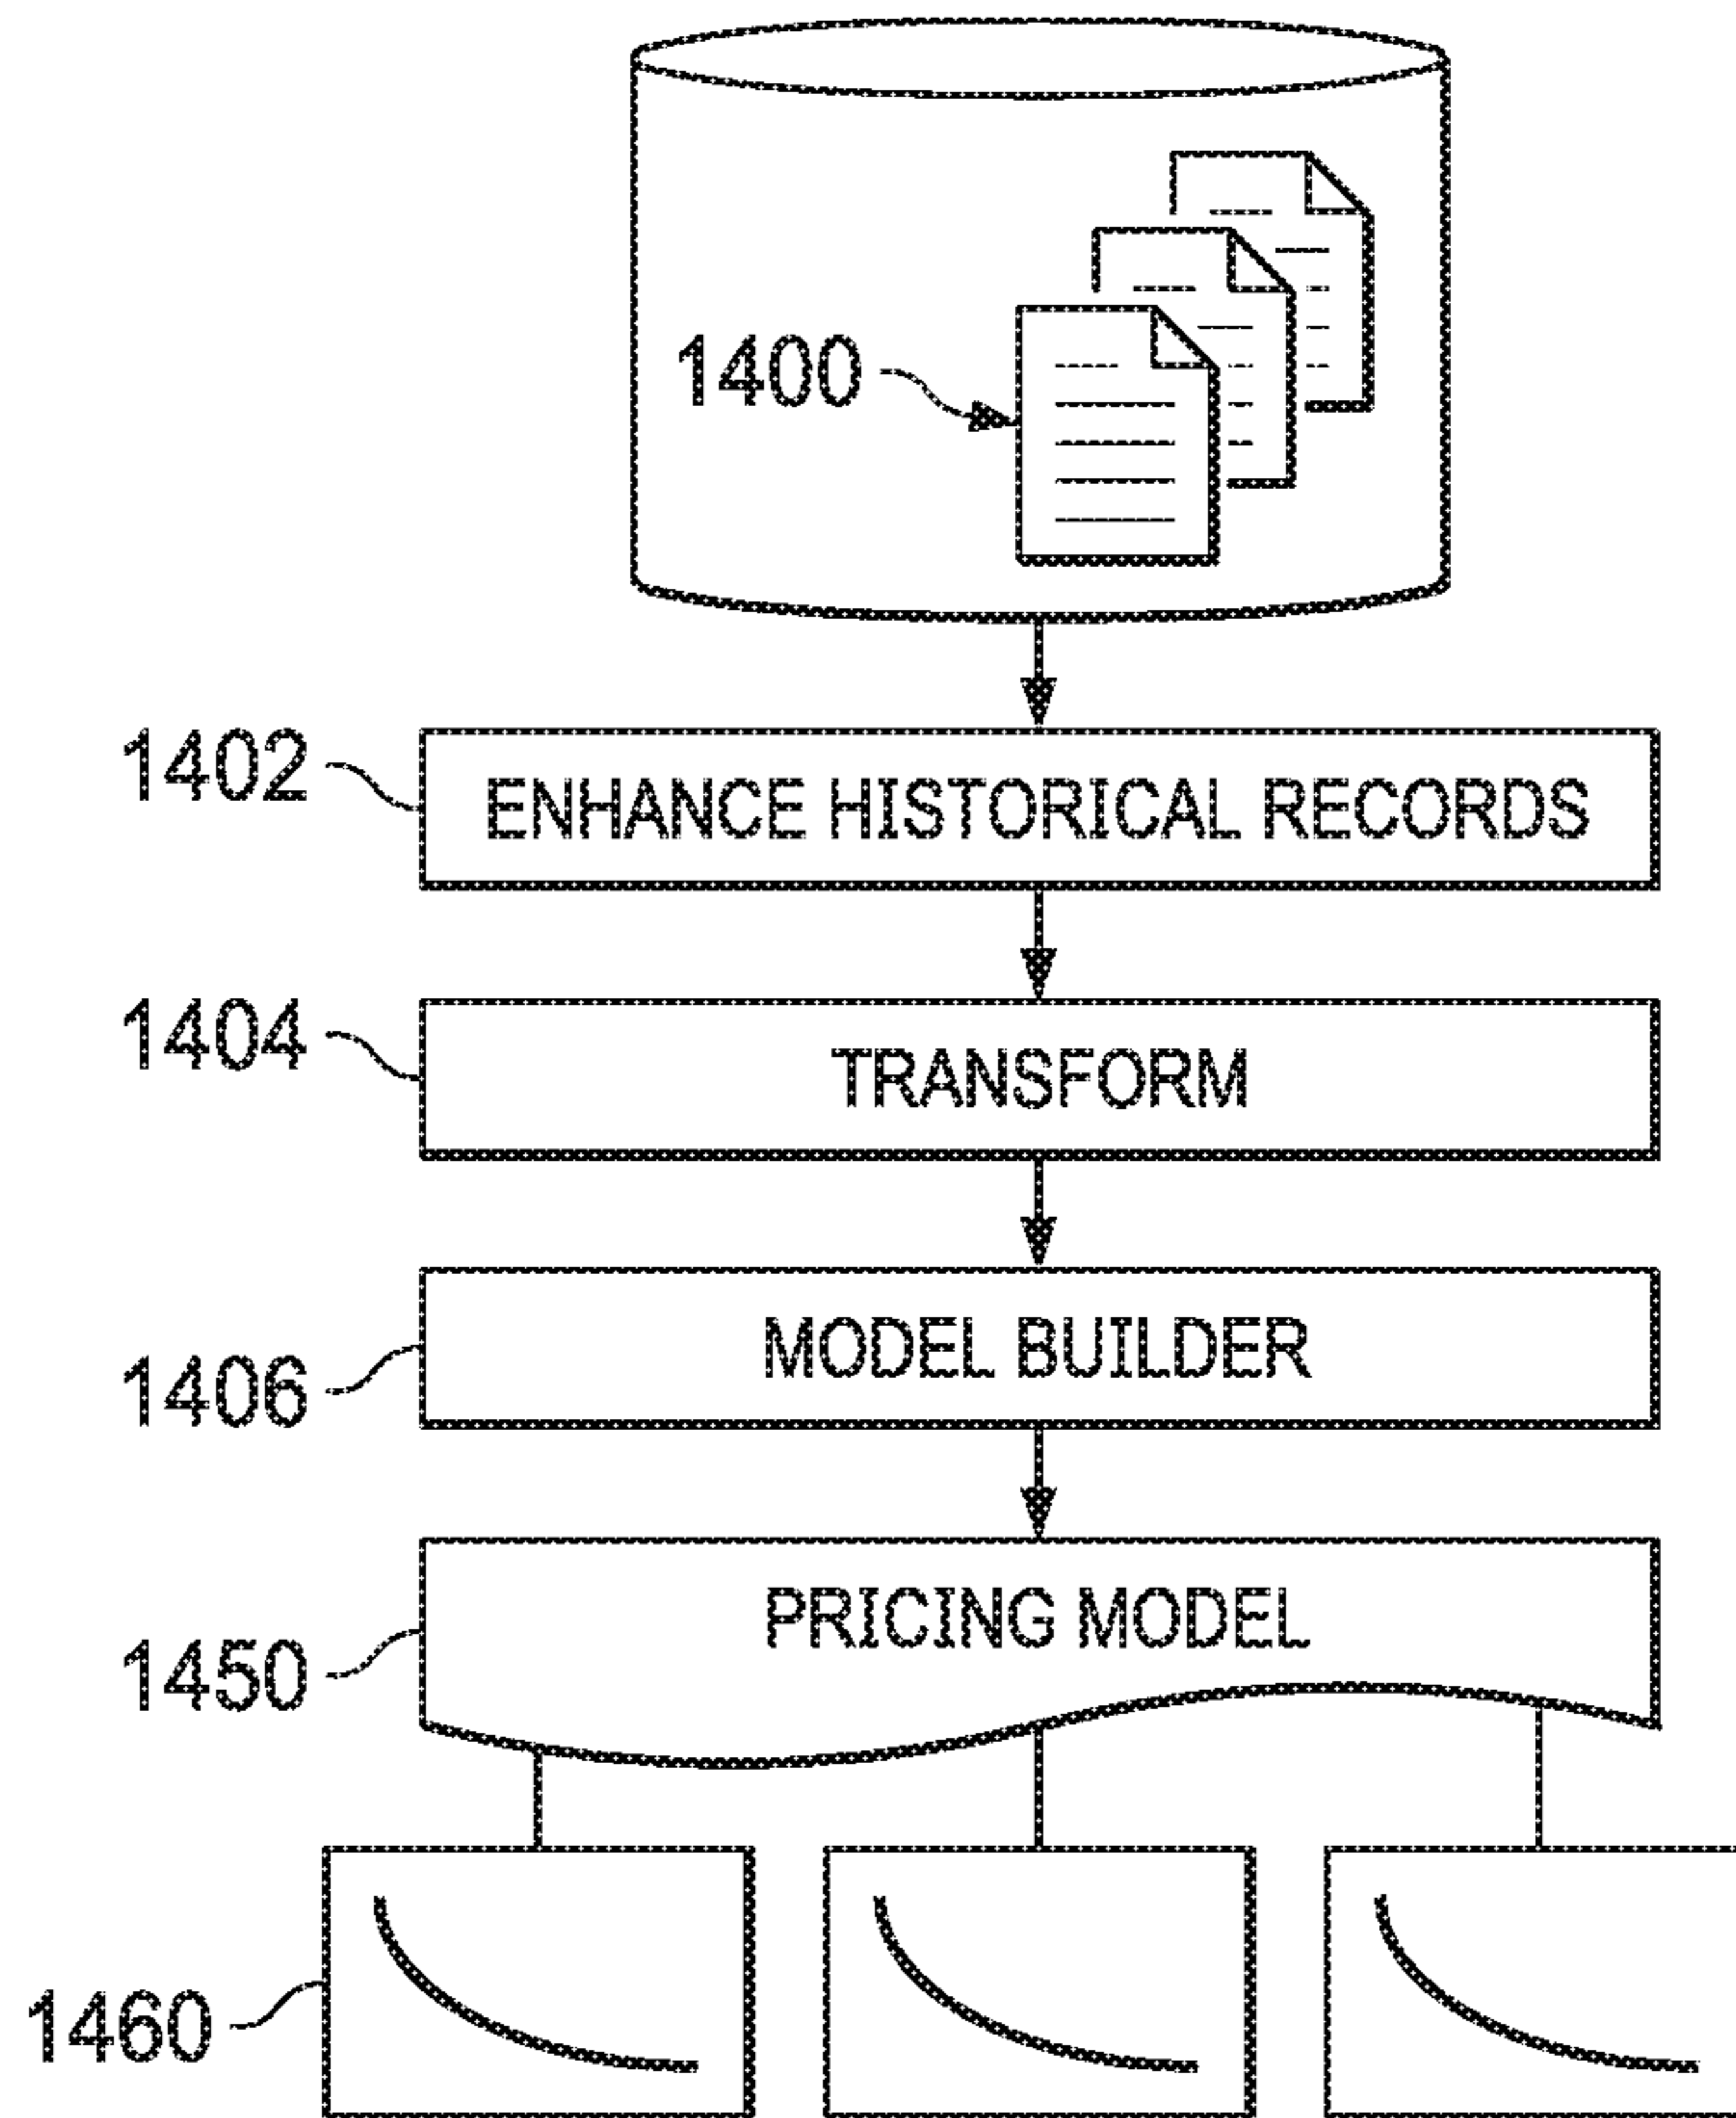 1400
1402 ENHANCE HISTORICAL RECORDS
1404 TRANSFORM
1406 MODEL BUILDER
1450 PRICING MODEL
1460